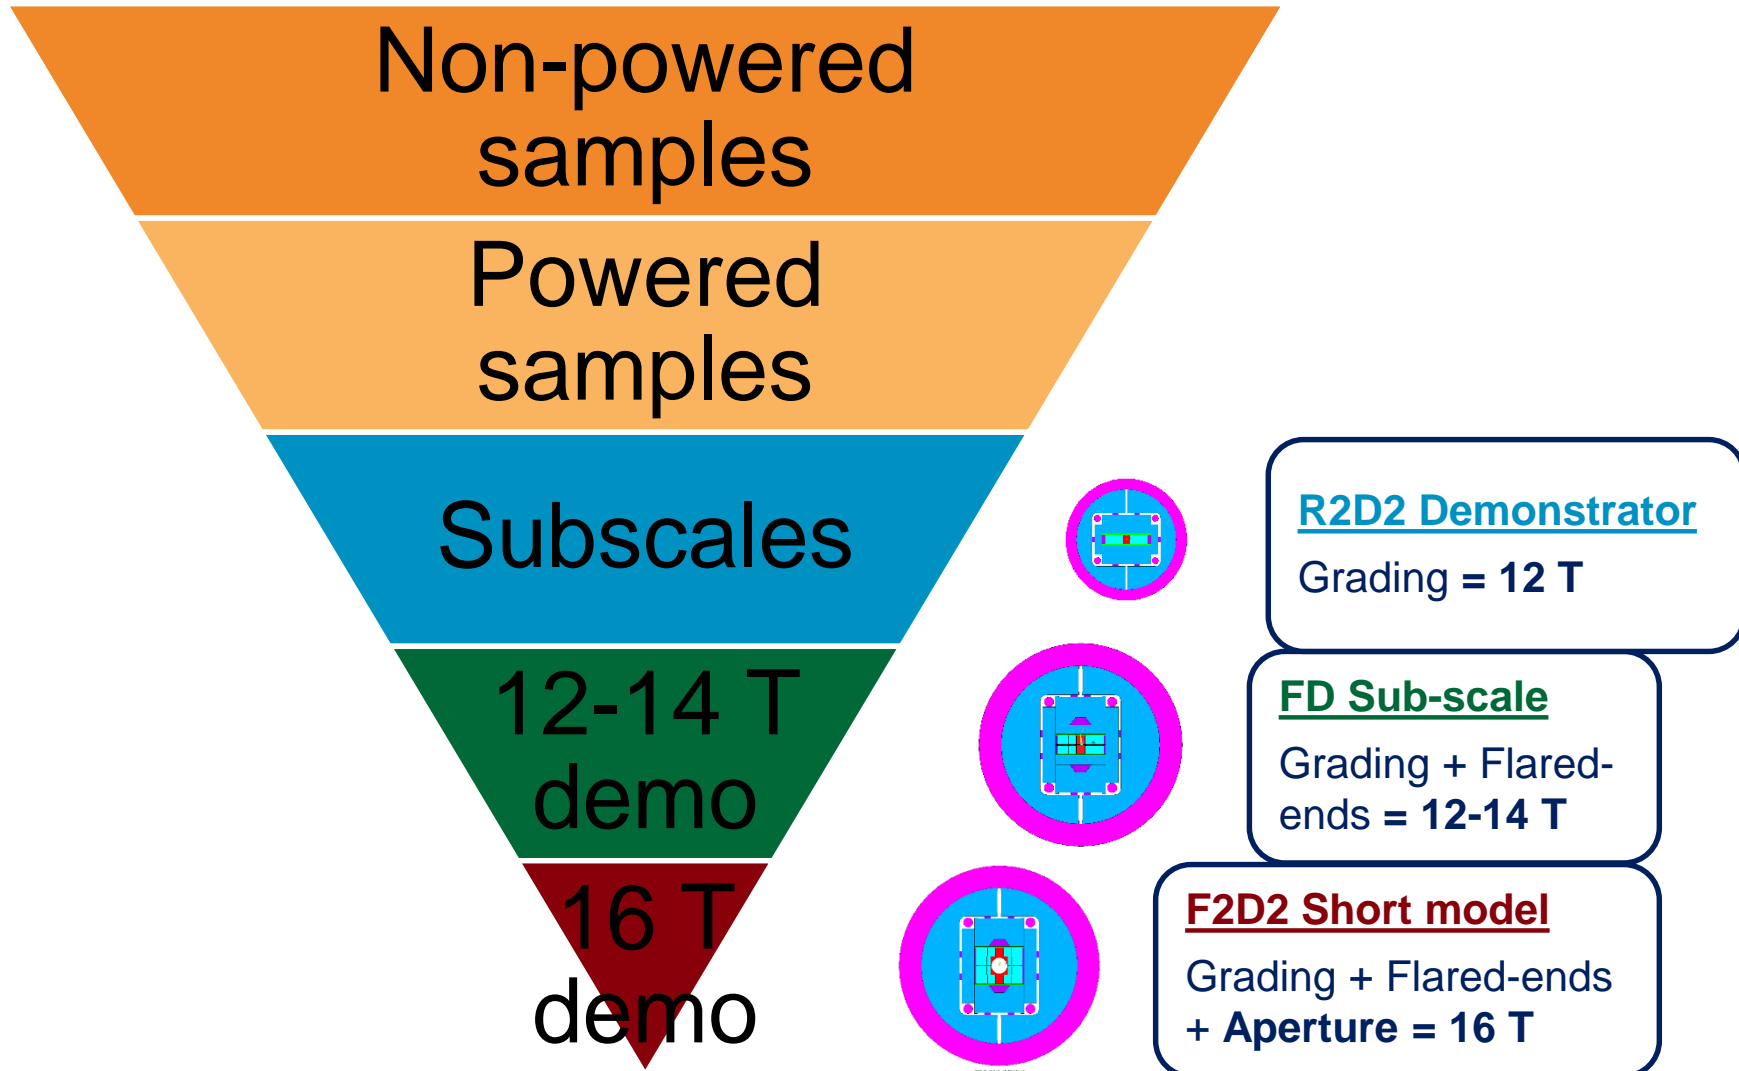 Non-powered
samples
Powered
samples
Subscales
12-14 T
demo
16 T
demo
R2D2 Demonstrator
Grading = 12 T
FD Sub-scale
Grading + Flared-
ends = 12-14 T
F2D2 Short model
Grading + Flared-ends
+ Aperture = 16 T